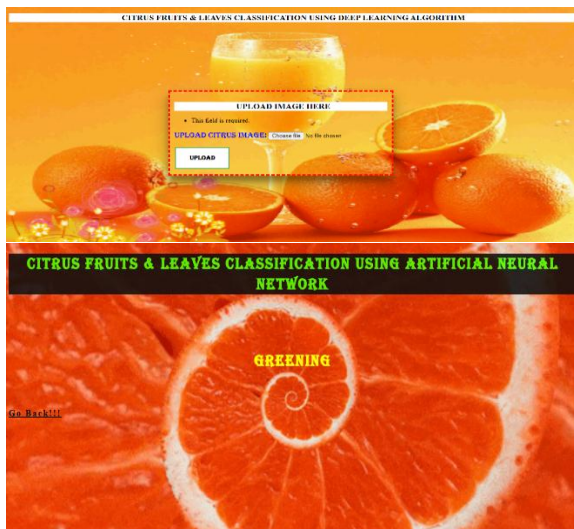 CITRUS FRUITS & LEAVES CLASSIFICATION USING DEEP LEARNING ALGORITHM
UPLOAD IMAGE HERE
• This field is required.
UPLOAD CITRUS IMAGE: Choose file No file chosen
UPLOAD
CITRUS FRUITS & LEAVES CLASSIFICATION USING ARTIFICIAL NEURAL
NETWORK
GREENING
Go Back!!!